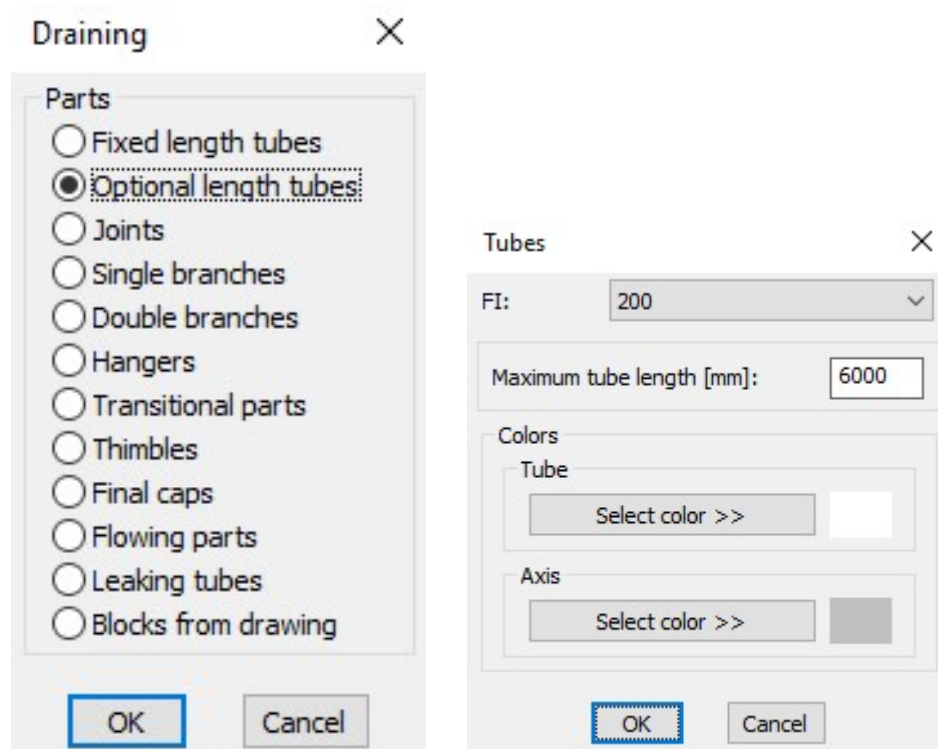 Draining
Parts
Fixed length tubes
Optional length tubes
Joints
Single branches
Double branches
Hangers
Transitional parts
Thimbles
Final caps
Flowing parts
Leaking tubes
Blocks from drawing
OK Cancel
Tubes
FI: 200
Maximum tube length [mm]: 6000
Colors
Tube
Select color >>
Axis
Select color >>
OK Cancel